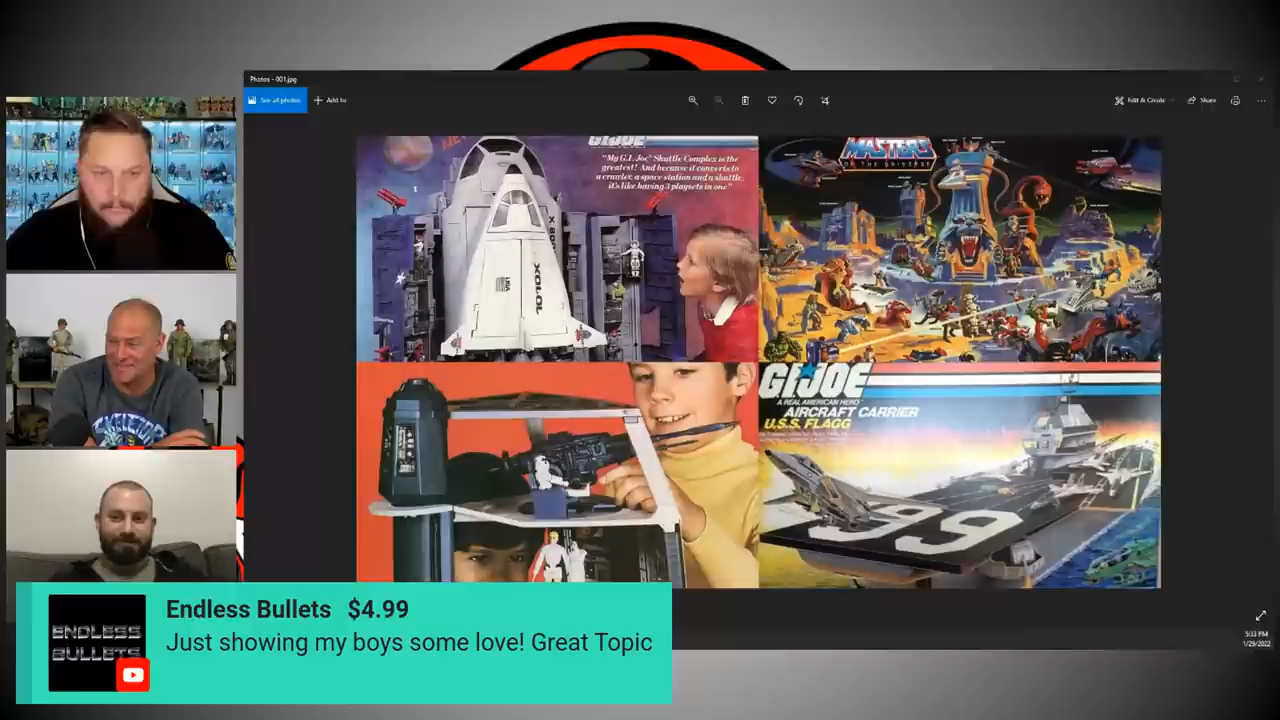 Photos - 001.jpg
See all photos
Add to
Edit & Create
Share
G.I. JOE
"My G.I. Joe® Shuttle Complex is the
greatest! And because it converts to
a crawler, a space station and a shuttle,
it's like having 3 playsets in one"
USA
MASTERS
OF THE UNIVERSE
G.I. JOE
A REAL AMERICAN HERO
AIRCRAFT CARRIER
U.S.S. FLAGG
99
5:03 PM
1/29/2022
ENDLESS
BULLETS
Endless Bullets $4.99
Just showing my boys some love! Great Topic